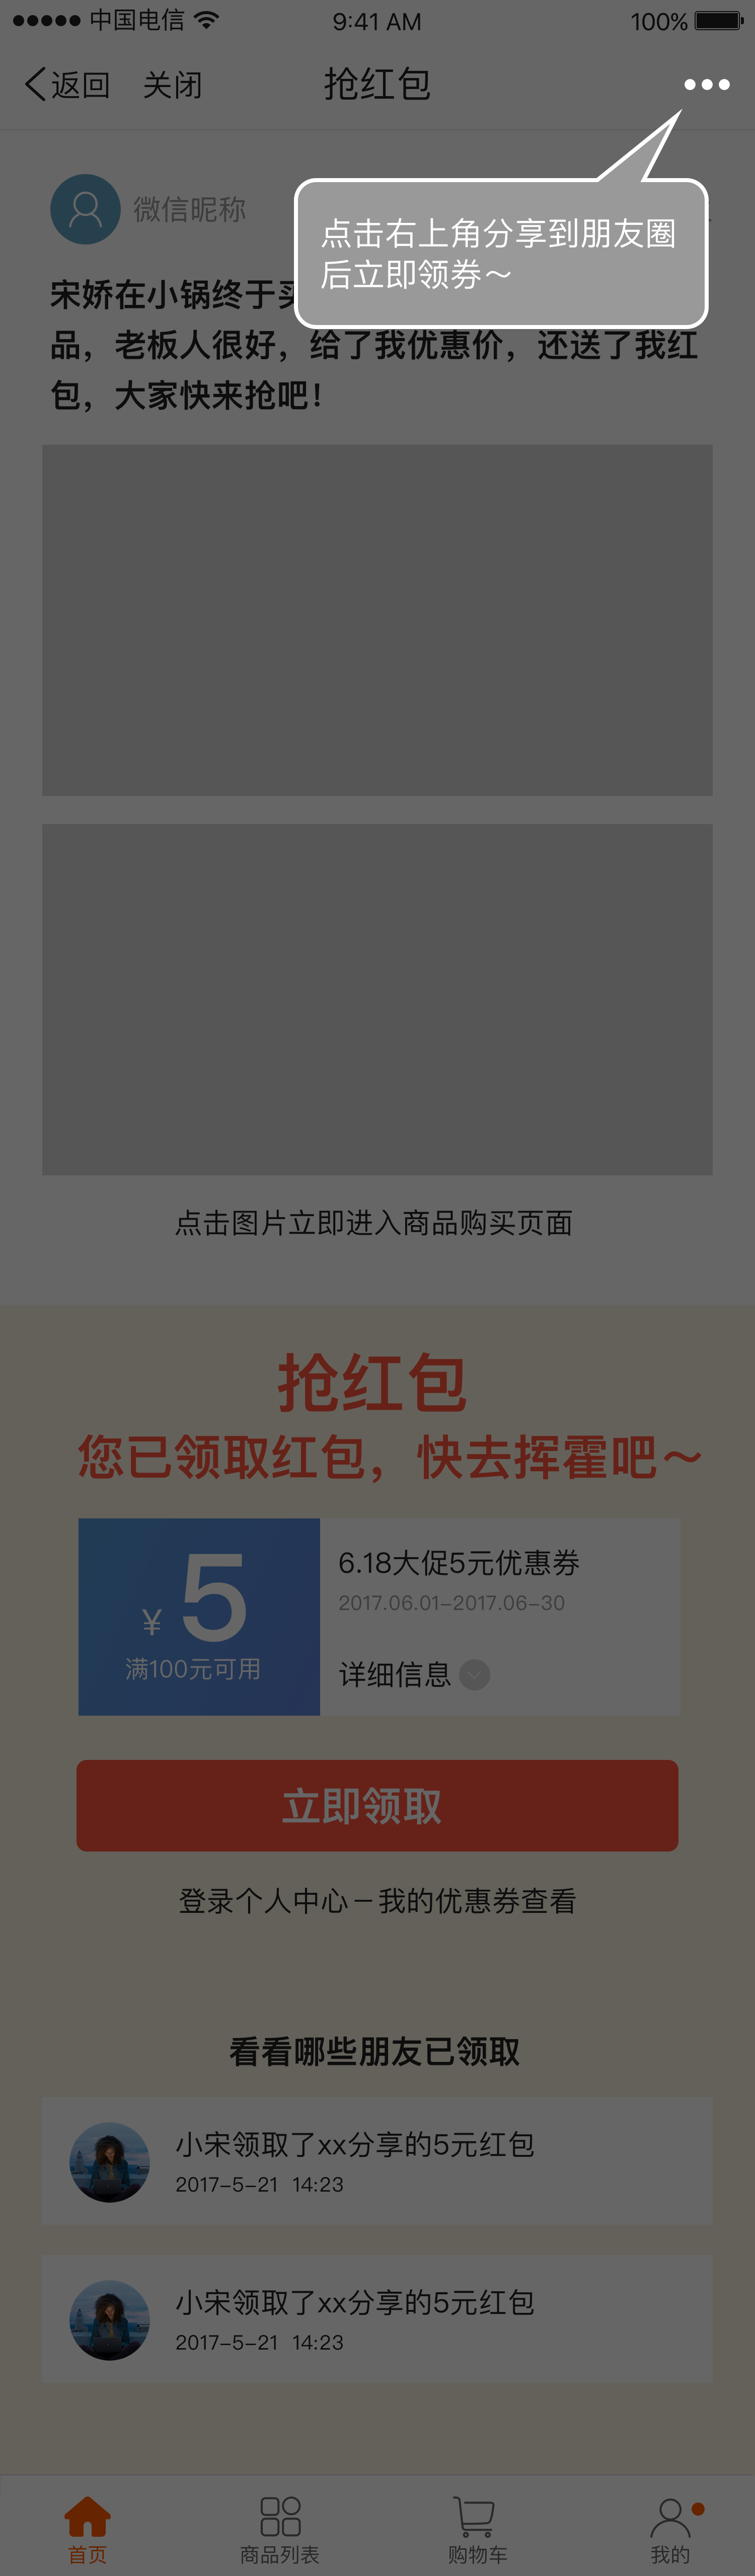 中国电信 9:41 AM 100%
返回 关闭 抢红包
微信昵称
点击右上角分享到朋友圈
后立即领券～
宋娇在小锅终于
品，老板人很好，给了我优惠价，还送了我红
包，大家快来抢吧！
点击图片立即进入商品购买页面
抢红包
您已领取红包，快去挥霍吧～
¥ 5
满100元可用
6.18大促5元优惠券
2017.06.01-2017.06-30
详细信息
立即领取
登录个人中心－我的优惠券查看
看看哪些朋友已领取
小宋领取了xx分享的5元红包
2017-5-21 14:23
小宋领取了xx分享的5元红包
2017-5-21 14:23
首页 商品列表 购物车 我的